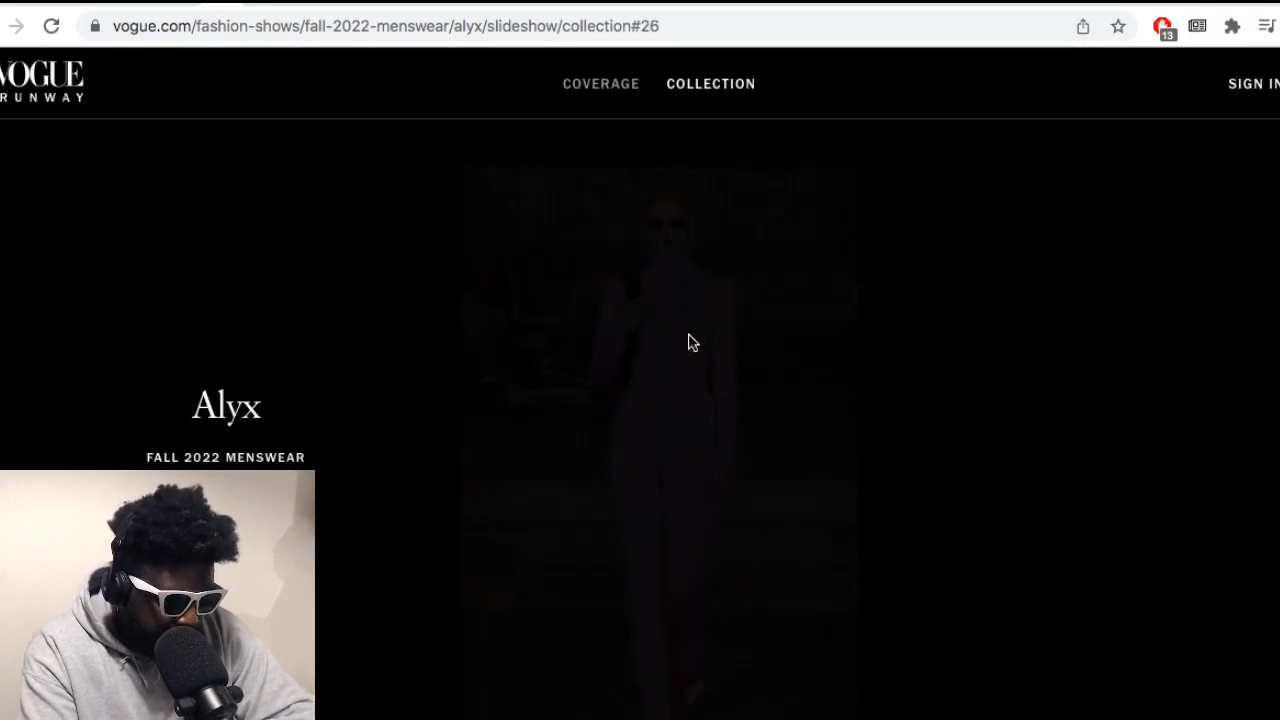 vogue.com/fashion-shows/fall-2022-menswear/alyx/slideshow/collection#26
13
VOGUE
RUNWAY
COVERAGE
COLLECTION
SIGN IN
Alyx
FALL 2022 MENSWEAR